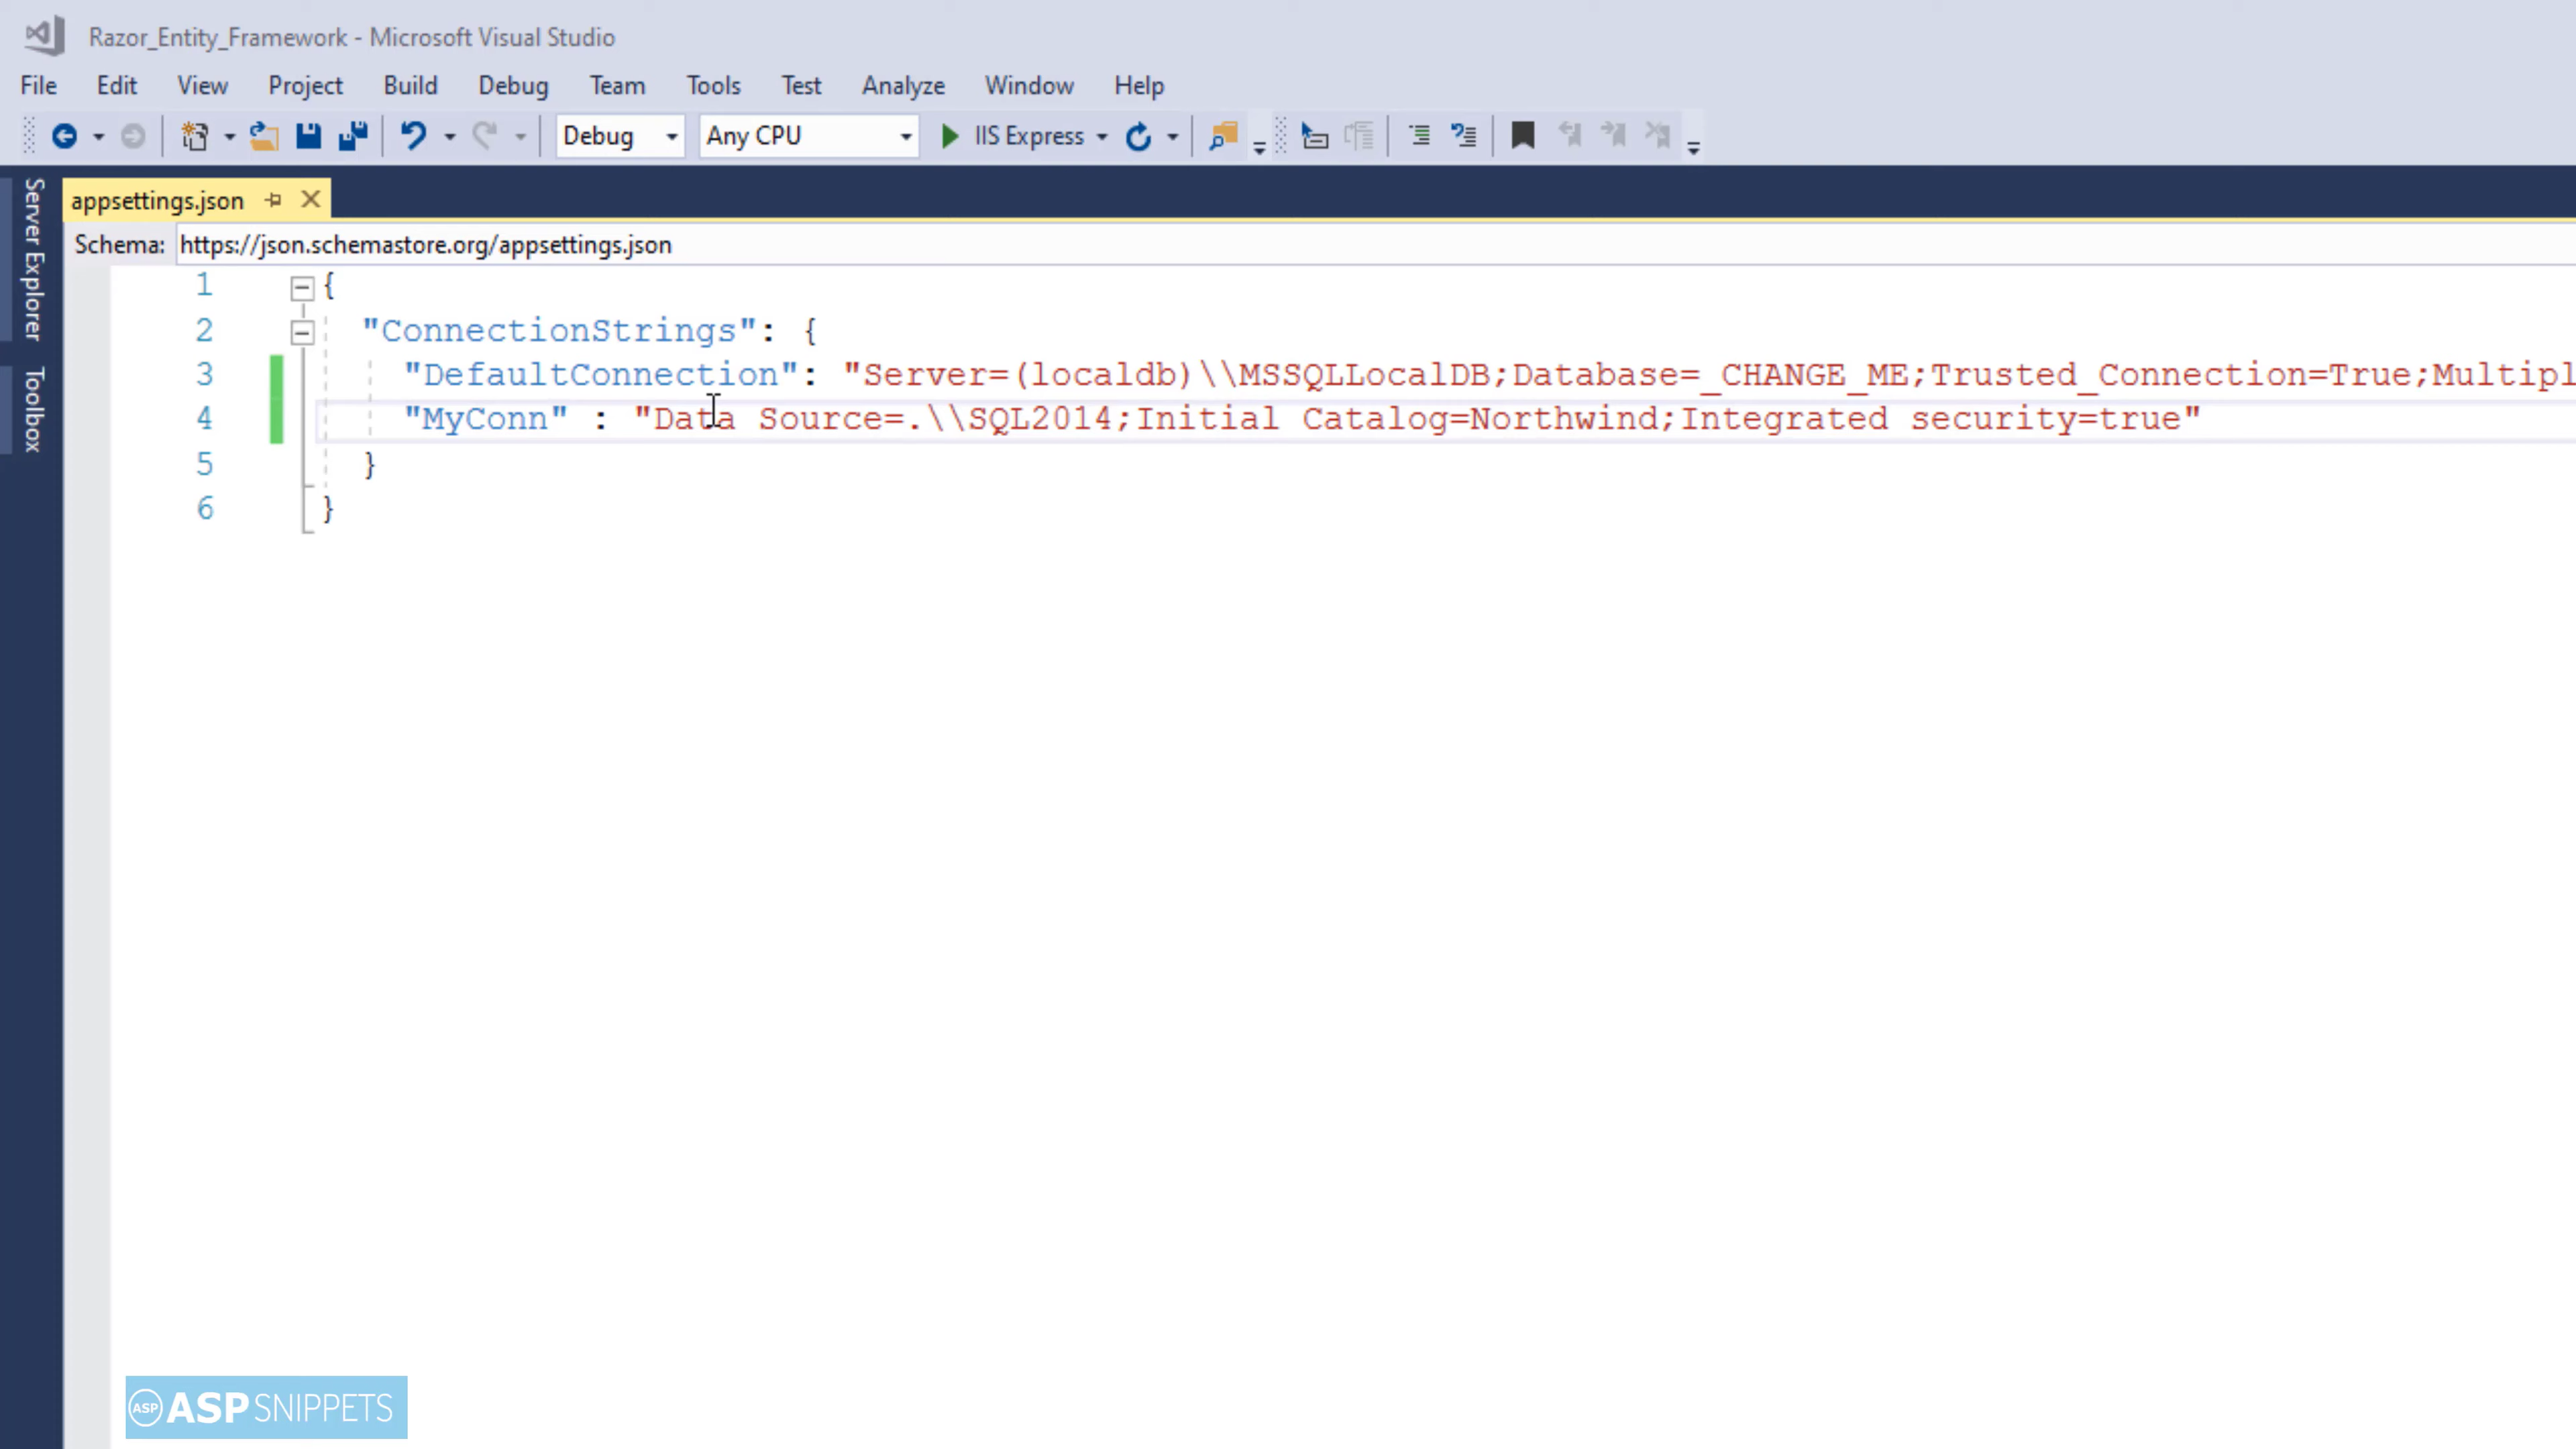 Razor_Entity_Framework - Microsoft Visual Studio
File Edit View Project Build Debug Team Tools Test Analyze Window Help
Debug Any CPU IIS Express
Server Explorer
Toolbox
appsettings.json
Schema: https://json.schemastore.org/appsettings.json
1 {
2 "ConnectionStrings": {
3 "DefaultConnection": "Server=(localdb)\\MSSQLLocalDB;Database=_CHANGE_ME;Trusted_Connection=True;Multipl
4 "MyConn" : "Data Source=.\\SQL2014;Initial Catalog=Northwind;Integrated security=true"
5 }
6 }
ASP ASPSNIPPETS